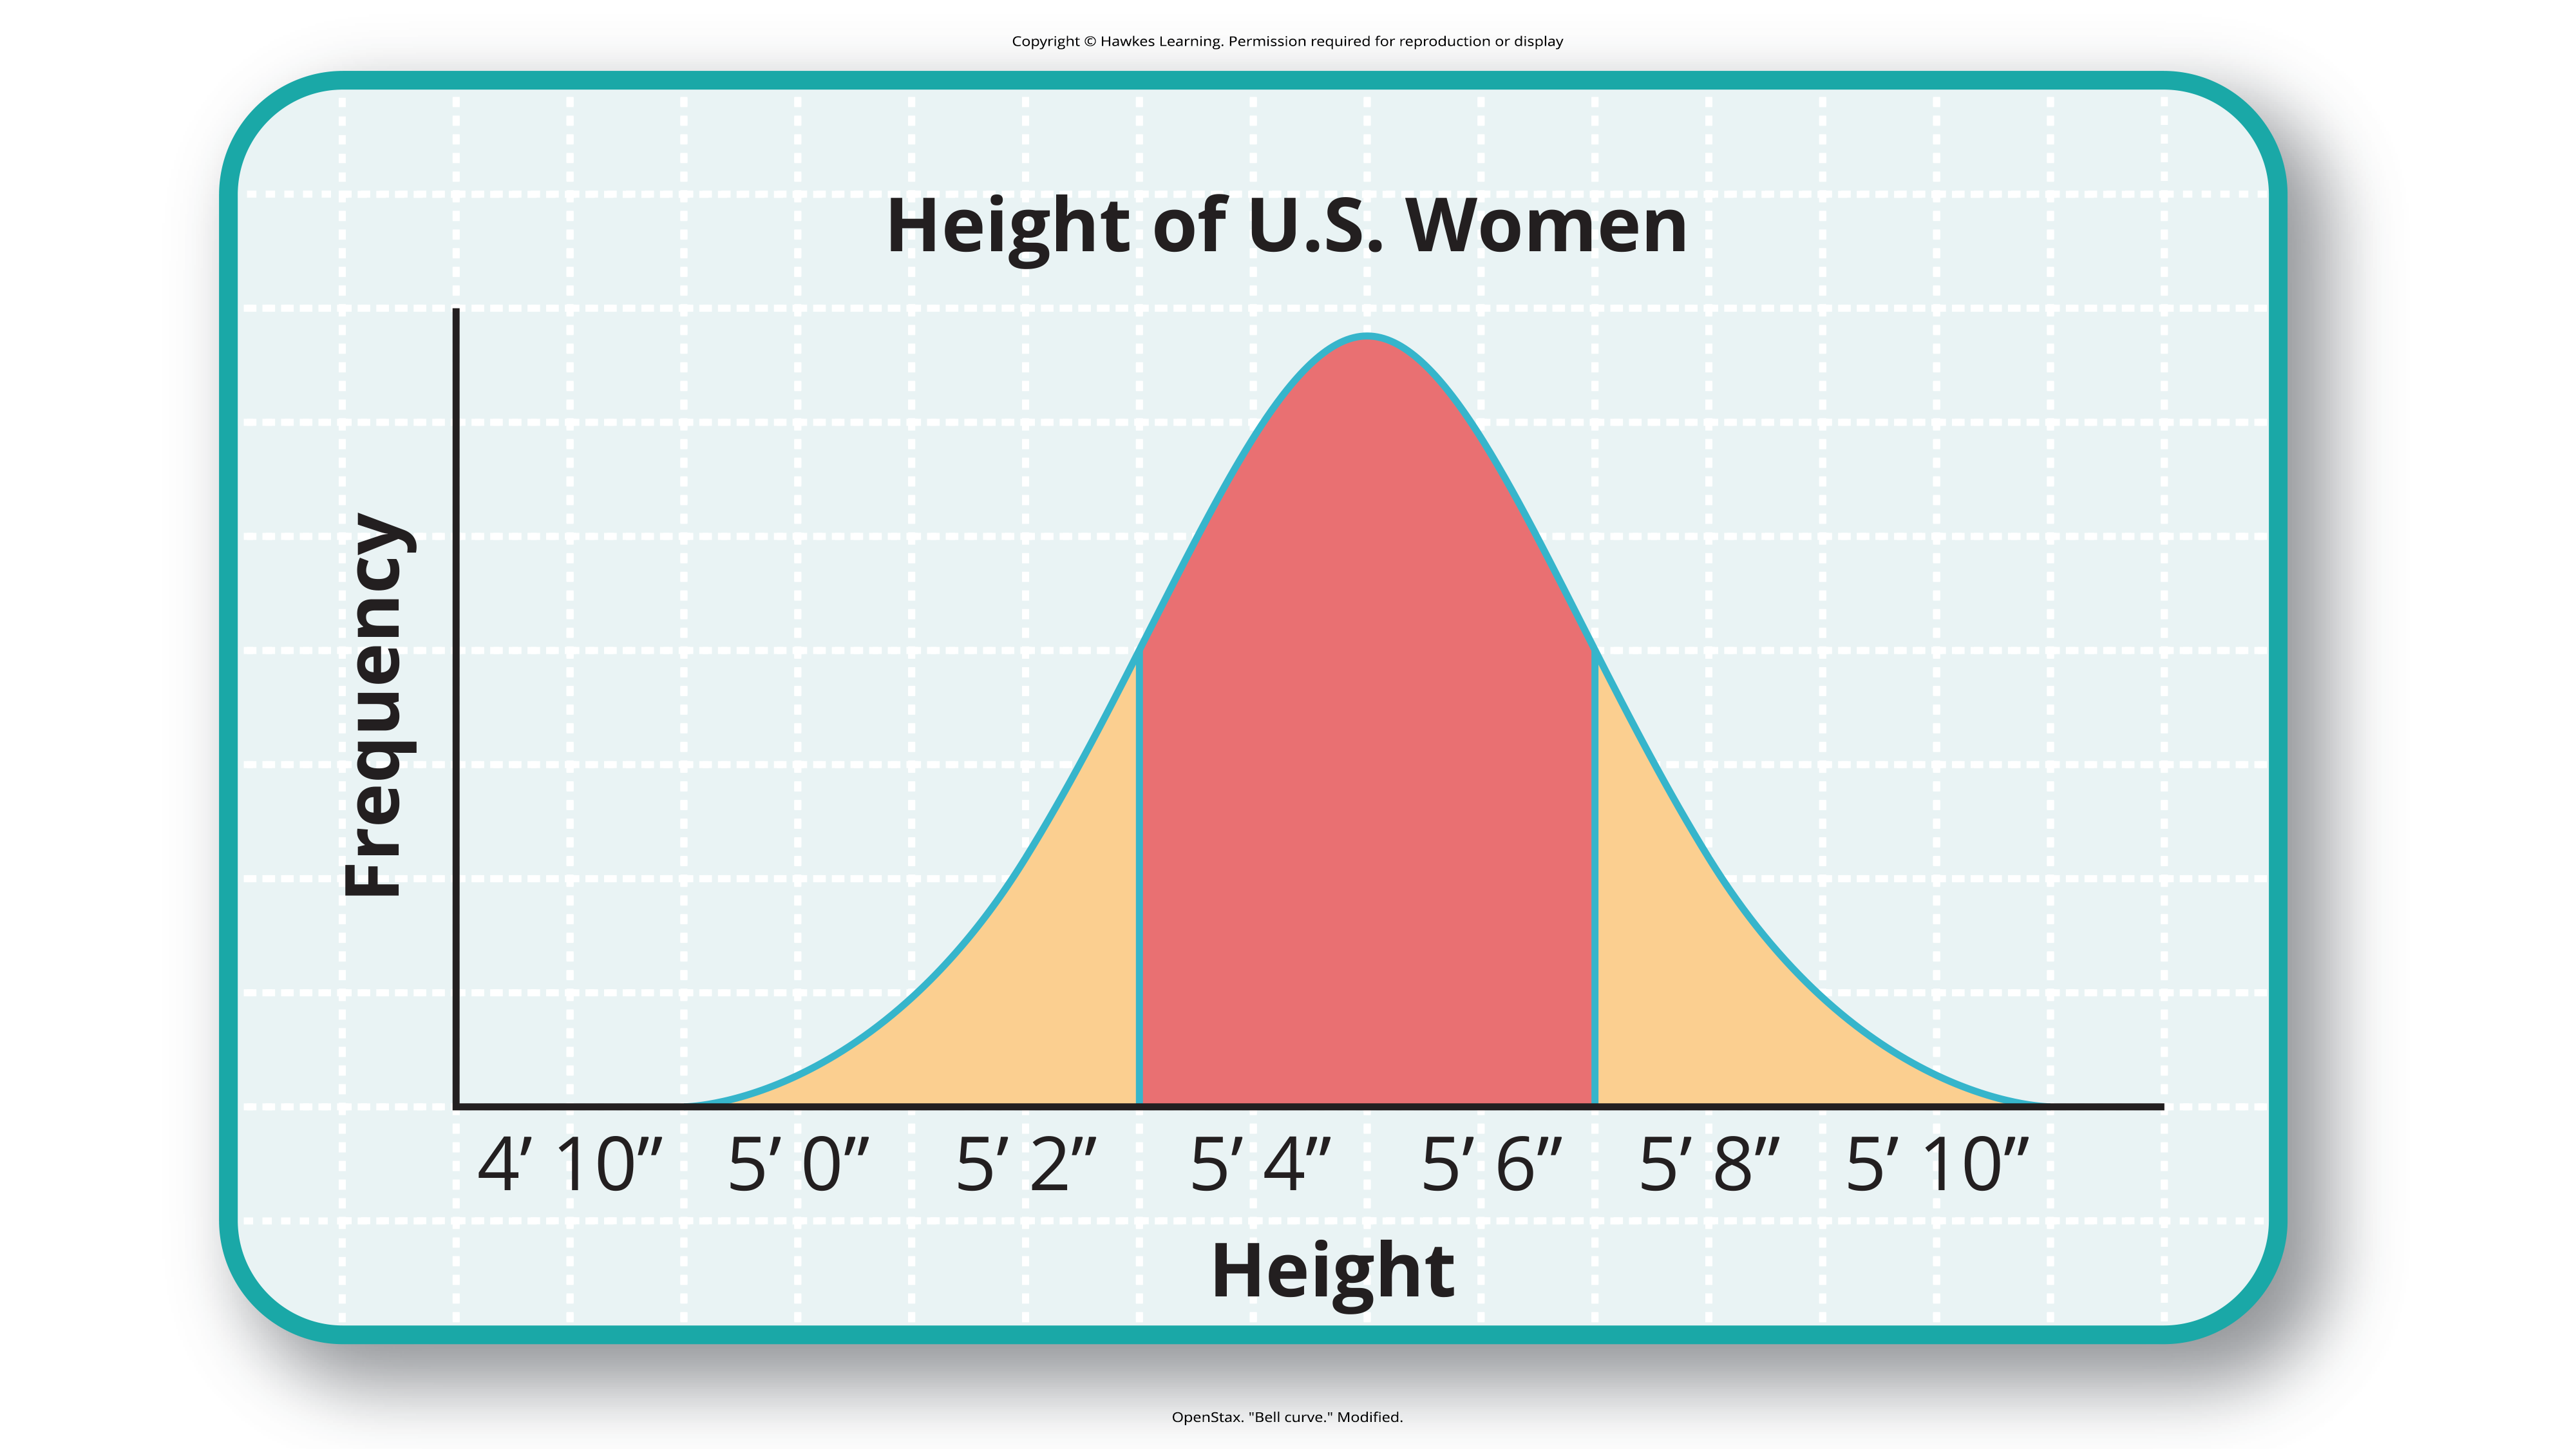 Copyright © Hawkes Learning. Permission required for reproduction or display
Height of U.S. Women
Frequency
4’ 10” 5’ 0” 5’ 2” 5’ 4” 5’ 6” 5’ 8” 5’ 10”
Height
OpenStax. "Bell curve." Modified.